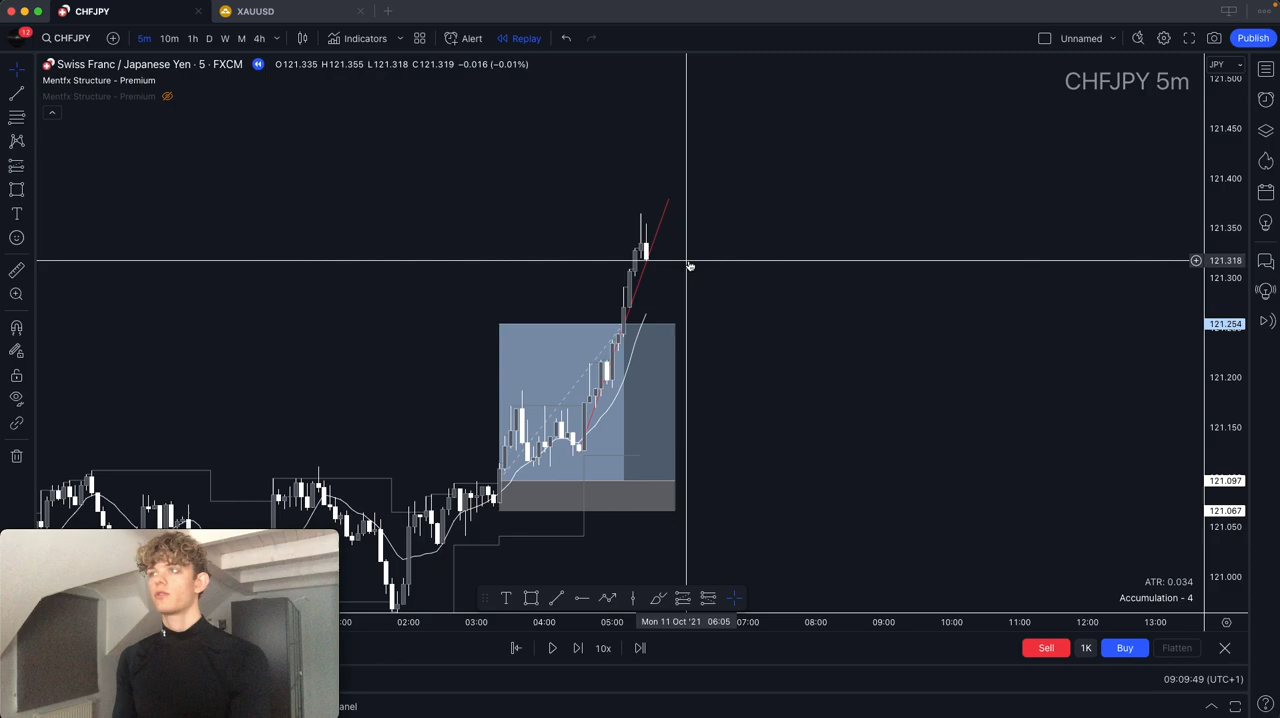 CHFJPY
XAUUSD
12
CHFJPY
5m 10m 1h D W M 4h
Indicators
Alert
Replay
Unnamed
Publish
Swiss Franc / Japanese Yen · 5 · FXCM
O121.335 H121.355 L121.318 C121.319 -0.016 (-0.01%)
Mentfx Structure - Premium
Mentfx Structure - Premium
CHFJPY 5m
JPY
121.500
121.450
121.400
121.350
121.318
121.300
121.254
121.200
121.150
121.097
121.067
121.050
121.000
ATR: 0.034
Accumulation - 4
02:00 03:00 04:00 05:00 Mon 11 Oct '21 06:05 07:00 08:00 09:00 10:00 11:00 12:00 13:00
10x
Sell 1K Buy Flatten
09:09:49 (UTC+1)